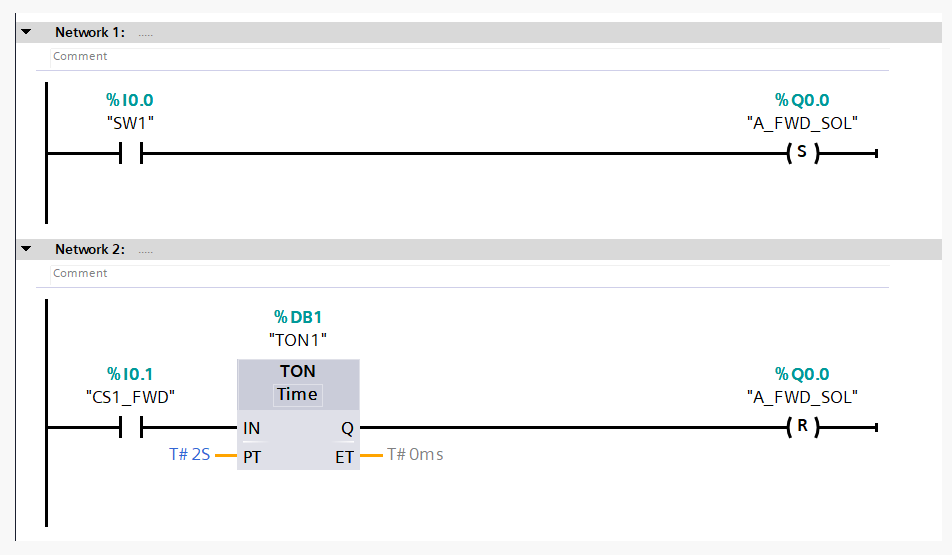 Network 1: .....
Comment
%I0.0 %Q0.0
"SW1" "A_FWD_SOL"
S
Network 2: .....
Comment
%DB1
"TON1"
TON
%I0.1 Time %Q0.0
"CS1_FWD" "A_FWD_SOL"
IN Q R
T# 2S PT ET T# 0ms